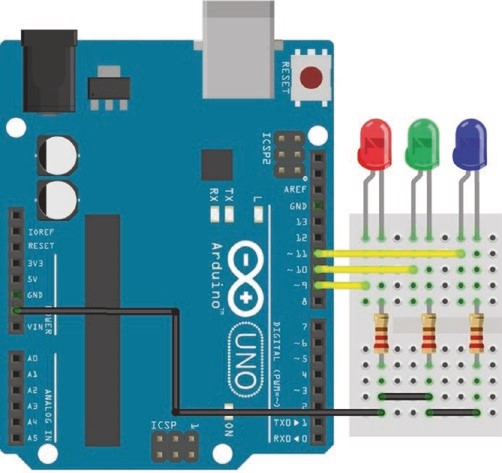 RESET
ICSP2
AREF
GND
13
12
~11
~10
~9
8
7
~6
~5
4
~3
2
TX0▶1
RX0◀0
DIGITAL (PWM=~)
L
TX
RX
Arduino™
UNO
ON
ICSP
1
IOREF
RESET
3V3
5V
GND
VIN
POWER
A0
A1
A2
A3
A4
A5
ANALOG IN